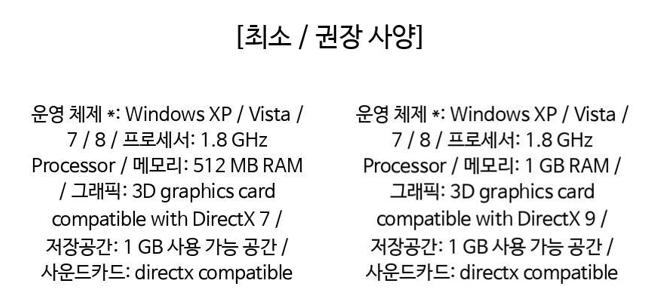 [최소 / 권장 사양]
운영 체제 *: Windows XP / Vista /
7 / 8 / 프로세서: 1.8 GHz
Processor / 메모리: 512 MB RAM
/ 그래픽: 3D graphics card
compatible with DirectX 7 /
저장공간: 1 GB 사용 가능 공간 /
사운드카드: directx compatible
운영 체제 *: Windows XP / Vista /
7 / 8 / 프로세서: 1.8 GHz
Processor / 메모리: 1 GB RAM /
그래픽: 3D graphics card
compatible with DirectX 9 /
저장공간: 1 GB 사용 가능 공간 /
사운드카드: directx compatible